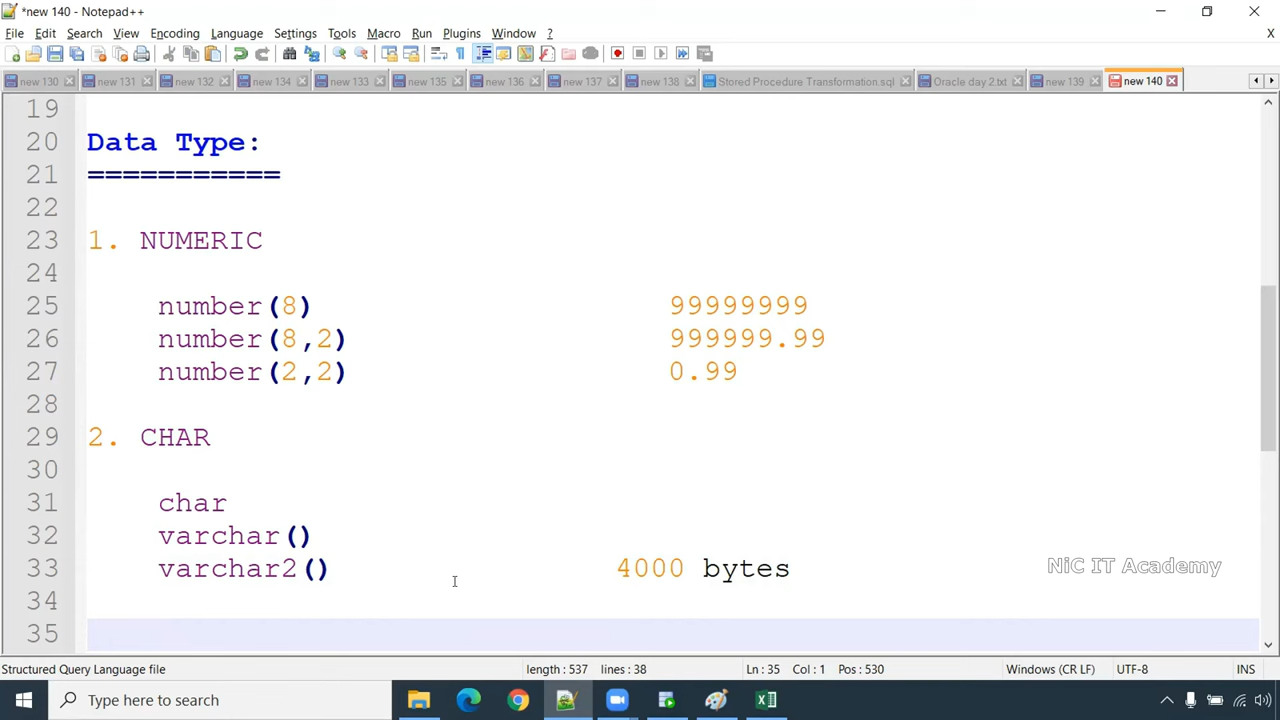 *new 140 - Notepad++
File Edit Search View Encoding Language Settings Tools Macro Run Plugins Window ? X
new 130 new 131 new 132 new 134 new 133 new 135 new 136 new 137 new 138 Stored Procedure Transformation.sql Oracle day 2.txt new 139 new 140
19
20 Data Type:
21 ===========
22
23 1. NUMERIC
24
25 number(8) 99999999
26 number(8,2) 999999.99
27 number(2,2) 0.99
28
29 2. CHAR
30
31 char
32 varchar()
33 varchar2() 4000 bytes
NiC IT Academy
34
35
Structured Query Language file length : 537 lines : 38 Ln : 35 Col : 1 Pos : 530 Windows (CR LF) UTF-8 INS
Type here to search